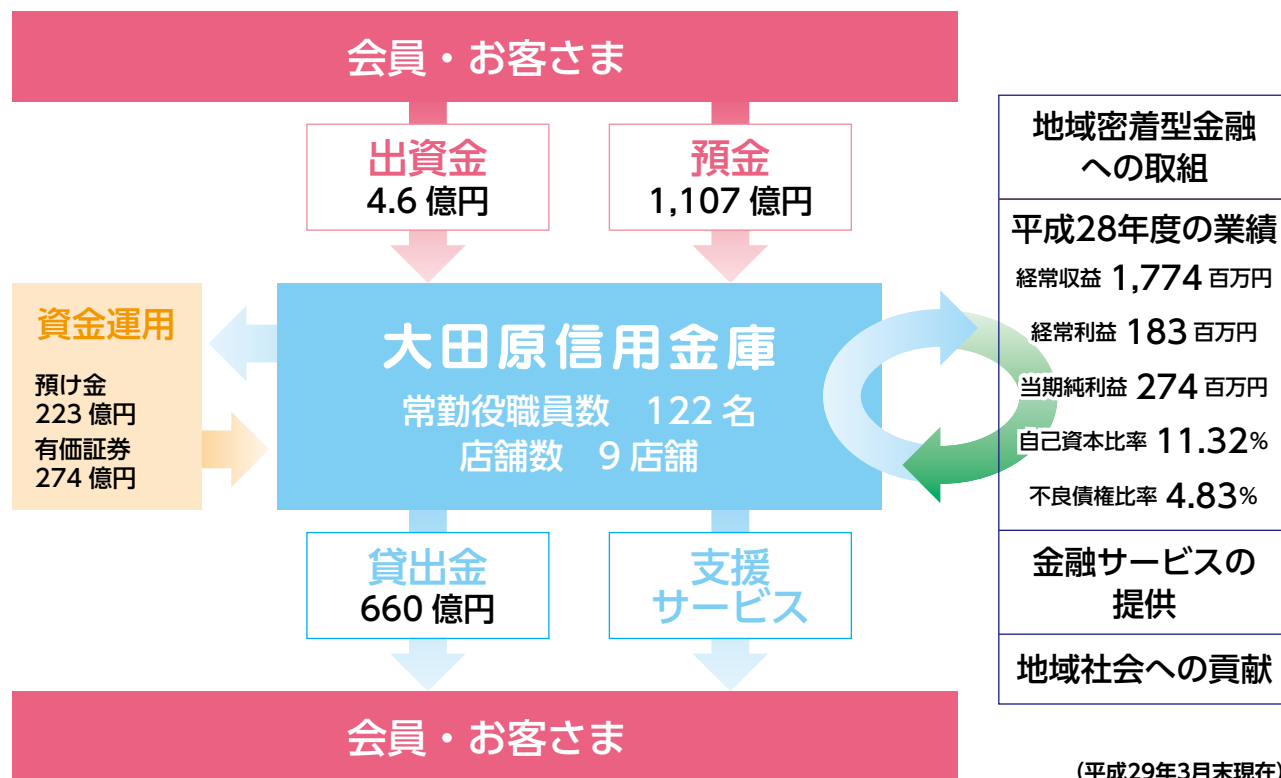 会員・お客さま
出資金
4.6 億円
預金
1,107 億円
資金運用
預け金
223 億円
有価証券
274 億円
大田原信用金庫
常勤役職員数 122 名
店舗数 9 店舗
貸出金
660 億円
支援
サービス
会員・お客さま
地域密着型金融
への取組
平成28年度の業績
経常収益 1,774 百万円
経常利益 183 百万円
当期純利益 274 百万円
自己資本比率 11.32%
不良債権比率 4.83%
金融サービスの
提供
地域社会への貢献
(平成29年3月末現在)